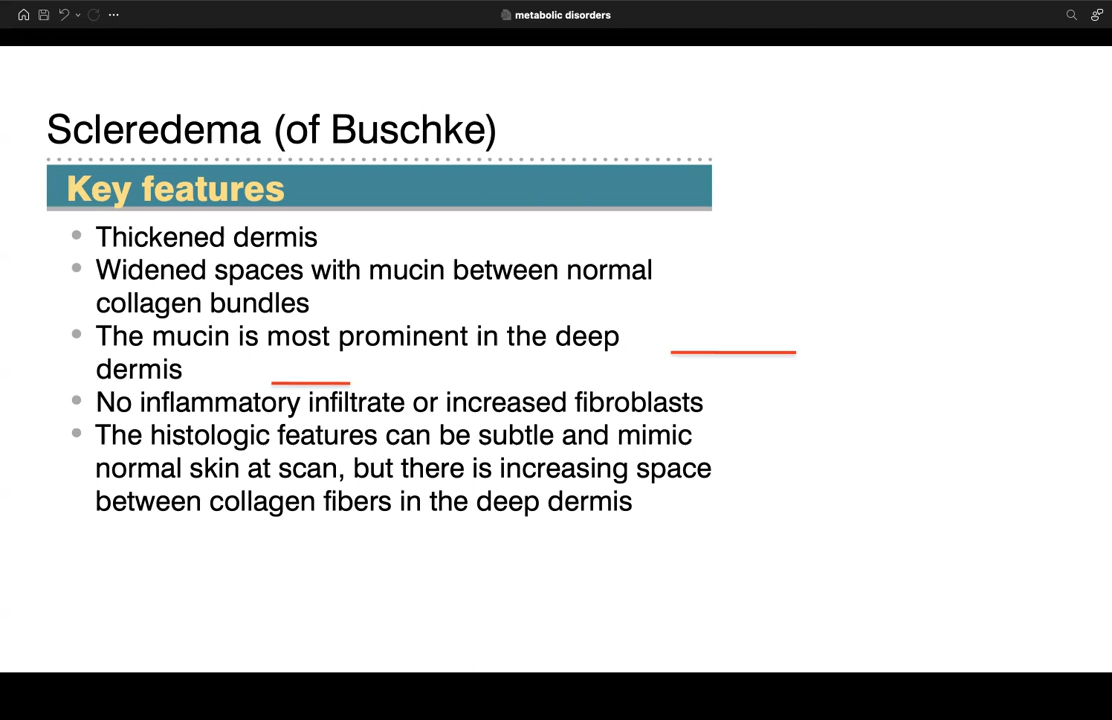 metabolic disorders
Scleredema (of Buschke)
Key features
Thickened dermis
Widened spaces with mucin between normal
collagen bundles
The mucin is most prominent in the deep
dermis
No inflammatory infiltrate or increased fibroblasts
The histologic features can be subtle and mimic
normal skin at scan, but there is increasing space
between collagen fibers in the deep dermis